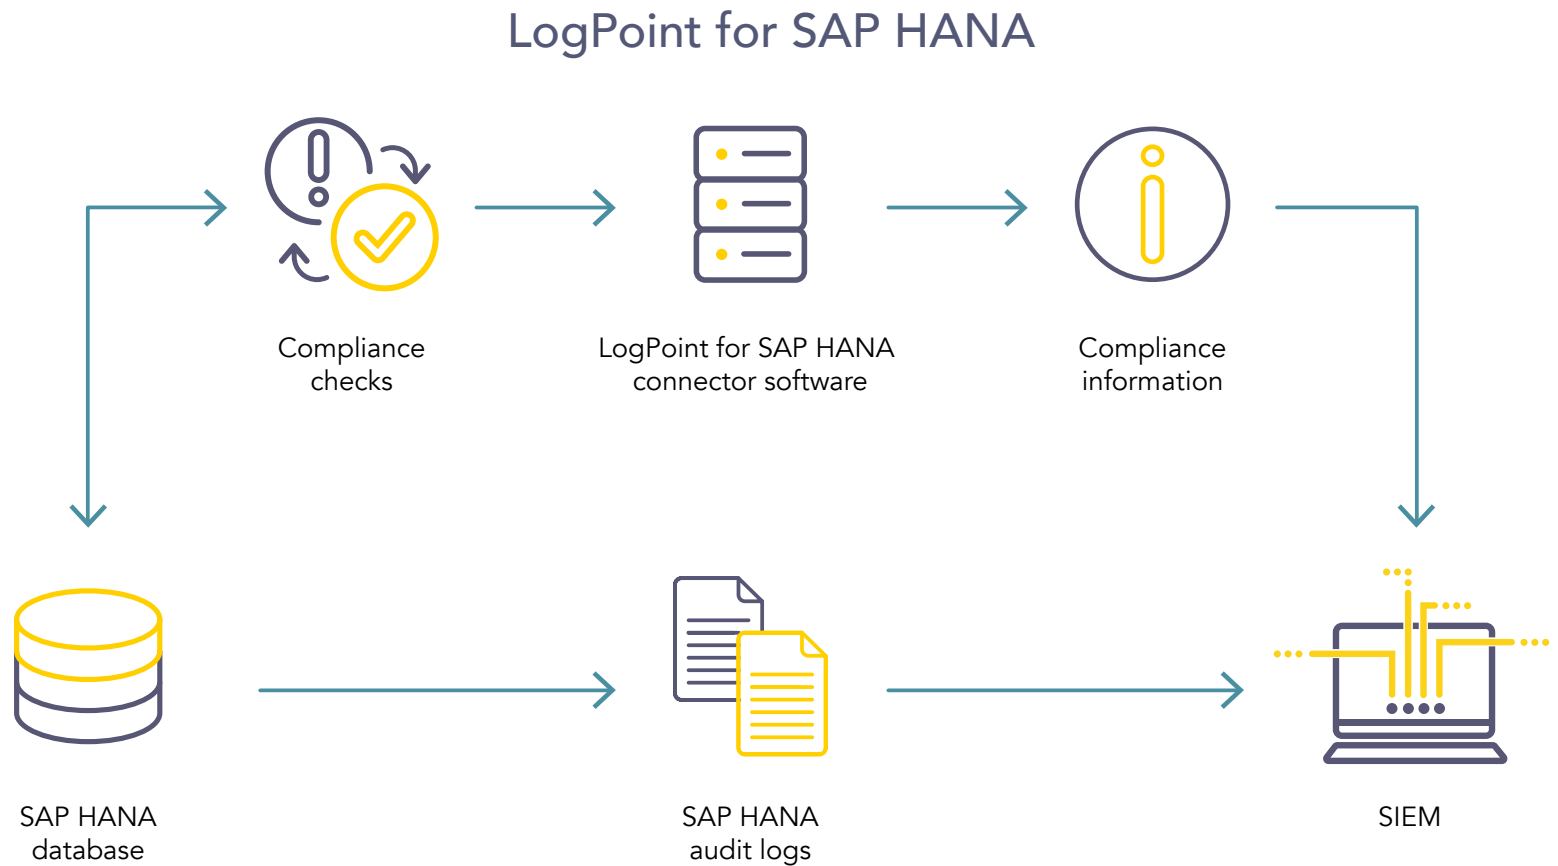 LogPoint for SAP HANA
Compliance
checks
LogPoint for SAP HANA
connector software
Compliance
information
SAP HANA
database
SAP HANA
audit logs
SIEM